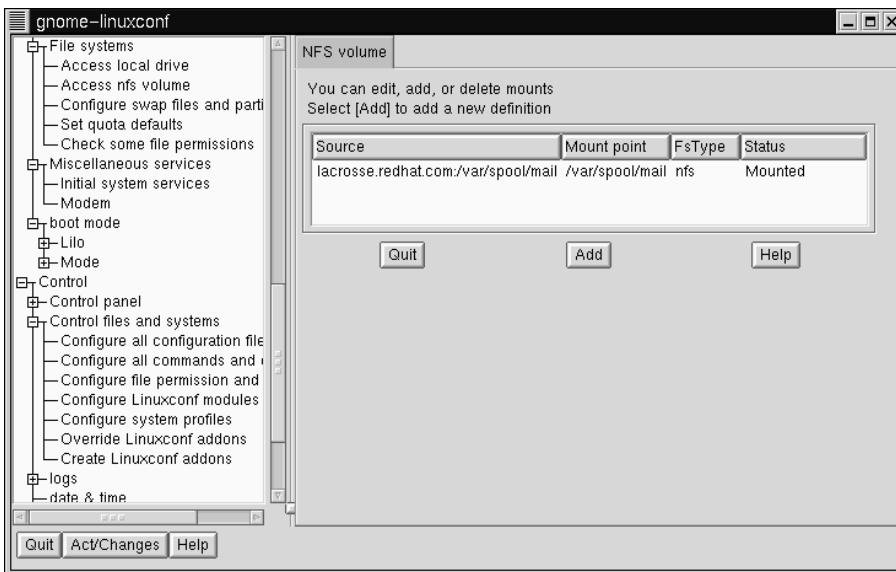 gnome-linuxconf
File systems
Access local drive
Access nfs volume
Configure swap files and parti
Set quota defaults
Check some file permissions
Miscellaneous services
Initial system services
Modem
boot mode
Lilo
Mode
Control
Control panel
Control files and systems
Configure all configuration file
Configure all commands and
Configure file permission and
Configure Linuxconf modules
Configure system profiles
Override Linuxconf addons
Create Linuxconf addons
logs
date & time
NFS volume
You can edit, add, or delete mounts
Select [Add] to add a new definition
Source Mount point FsType Status
lacrosse.redhat.com:/var/spool/mail /var/spool/mail nfs Mounted
Quit Add Help
Quit Act/Changes Help